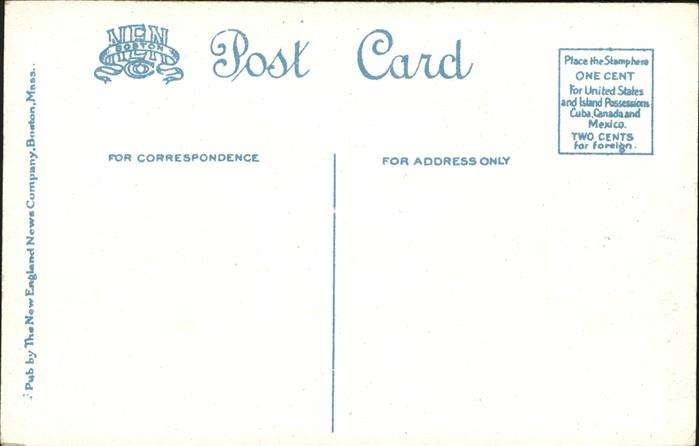 NEN
BOSTON
Co
Post Card
Place the Stamp here
ONE CENT
For United States
and Island Possessions
Cuba, Canada and
Mexico.
TWO CENTS
for foreign.
FOR CORRESPONDENCE
FOR ADDRESS ONLY
Pub by The New England News Company, Boston, Mass.